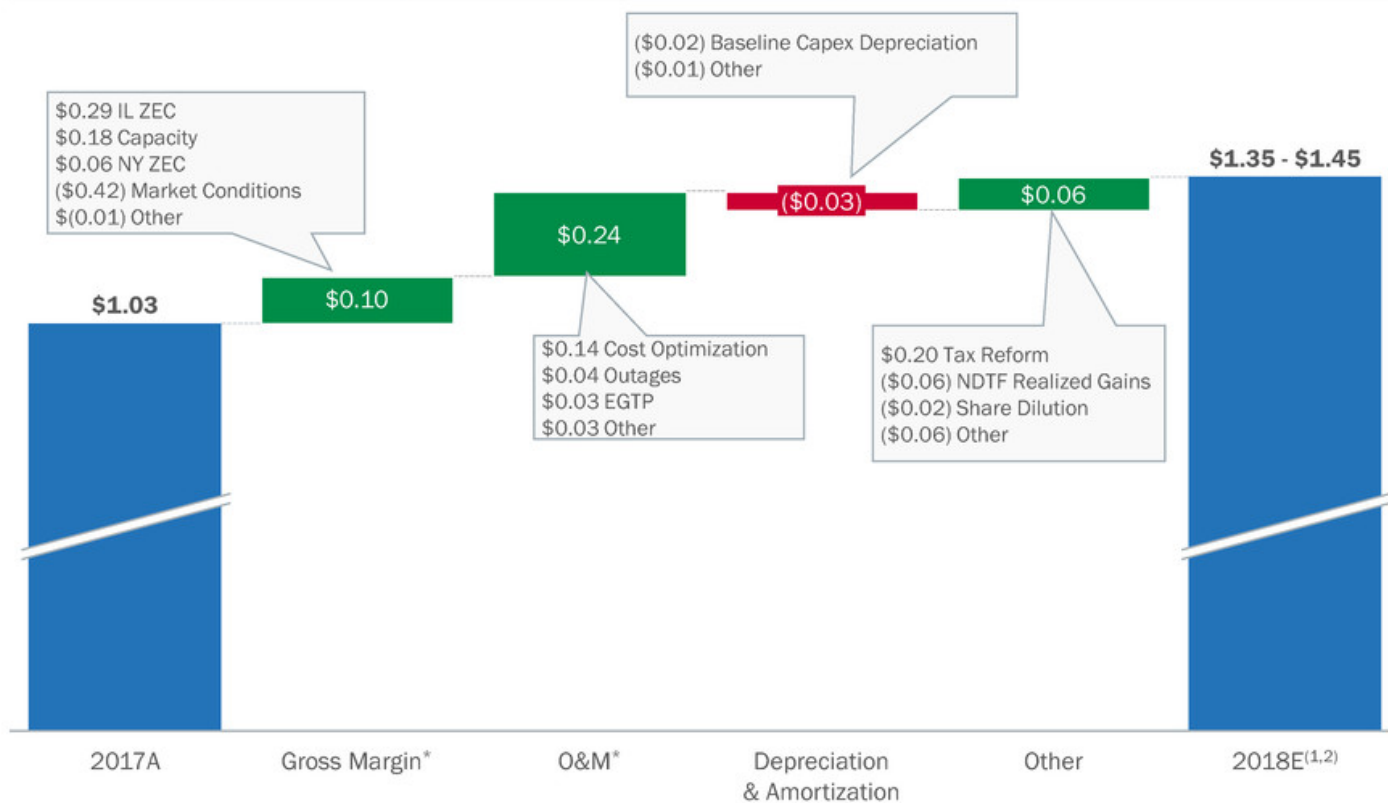 ($0.02) Baseline Capex Depreciation
($0.01) Other
$0.29 IL ZEC
$0.18 Capacity
$0.06 NY ZEC
($0.42) Market Conditions
$(0.01) Other
$1.35 - $1.45
($0.03)
$0.06
$0.24
$0.10
$1.03
$0.14 Cost Optimization
$0.04 Outages
$0.03 EGTP
$0.03 Other
$0.20 Tax Reform
($0.06) NDTF Realized Gains
($0.02) Share Dilution
($0.06) Other
2017A
Gross Margin*
O&M*
Depreciation
& Amortization
Other
2018E(1,2)